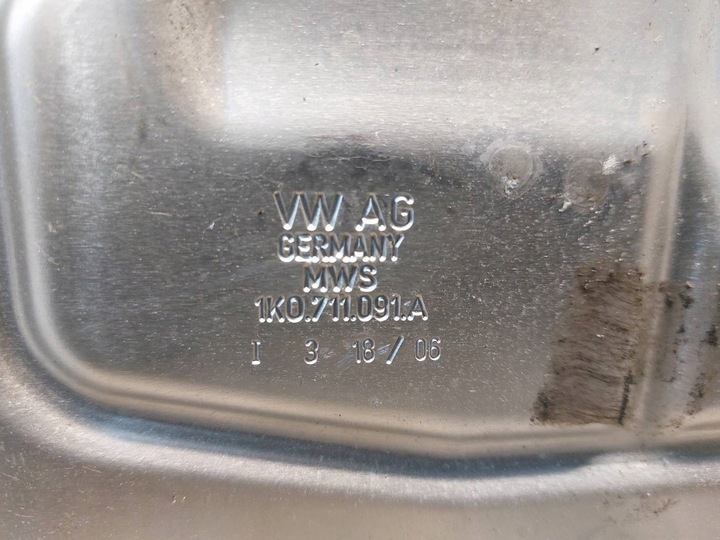 VW AG
GERMANY
MWS
1K0.711.091.A
I 3 18/06